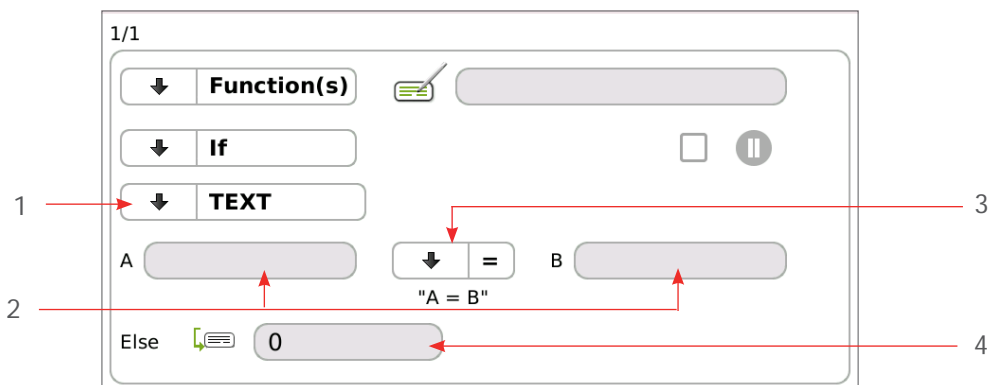 1/1
Function(s)
If
1 TEXT 3
A = B
2 "A = B"
Else 0 4